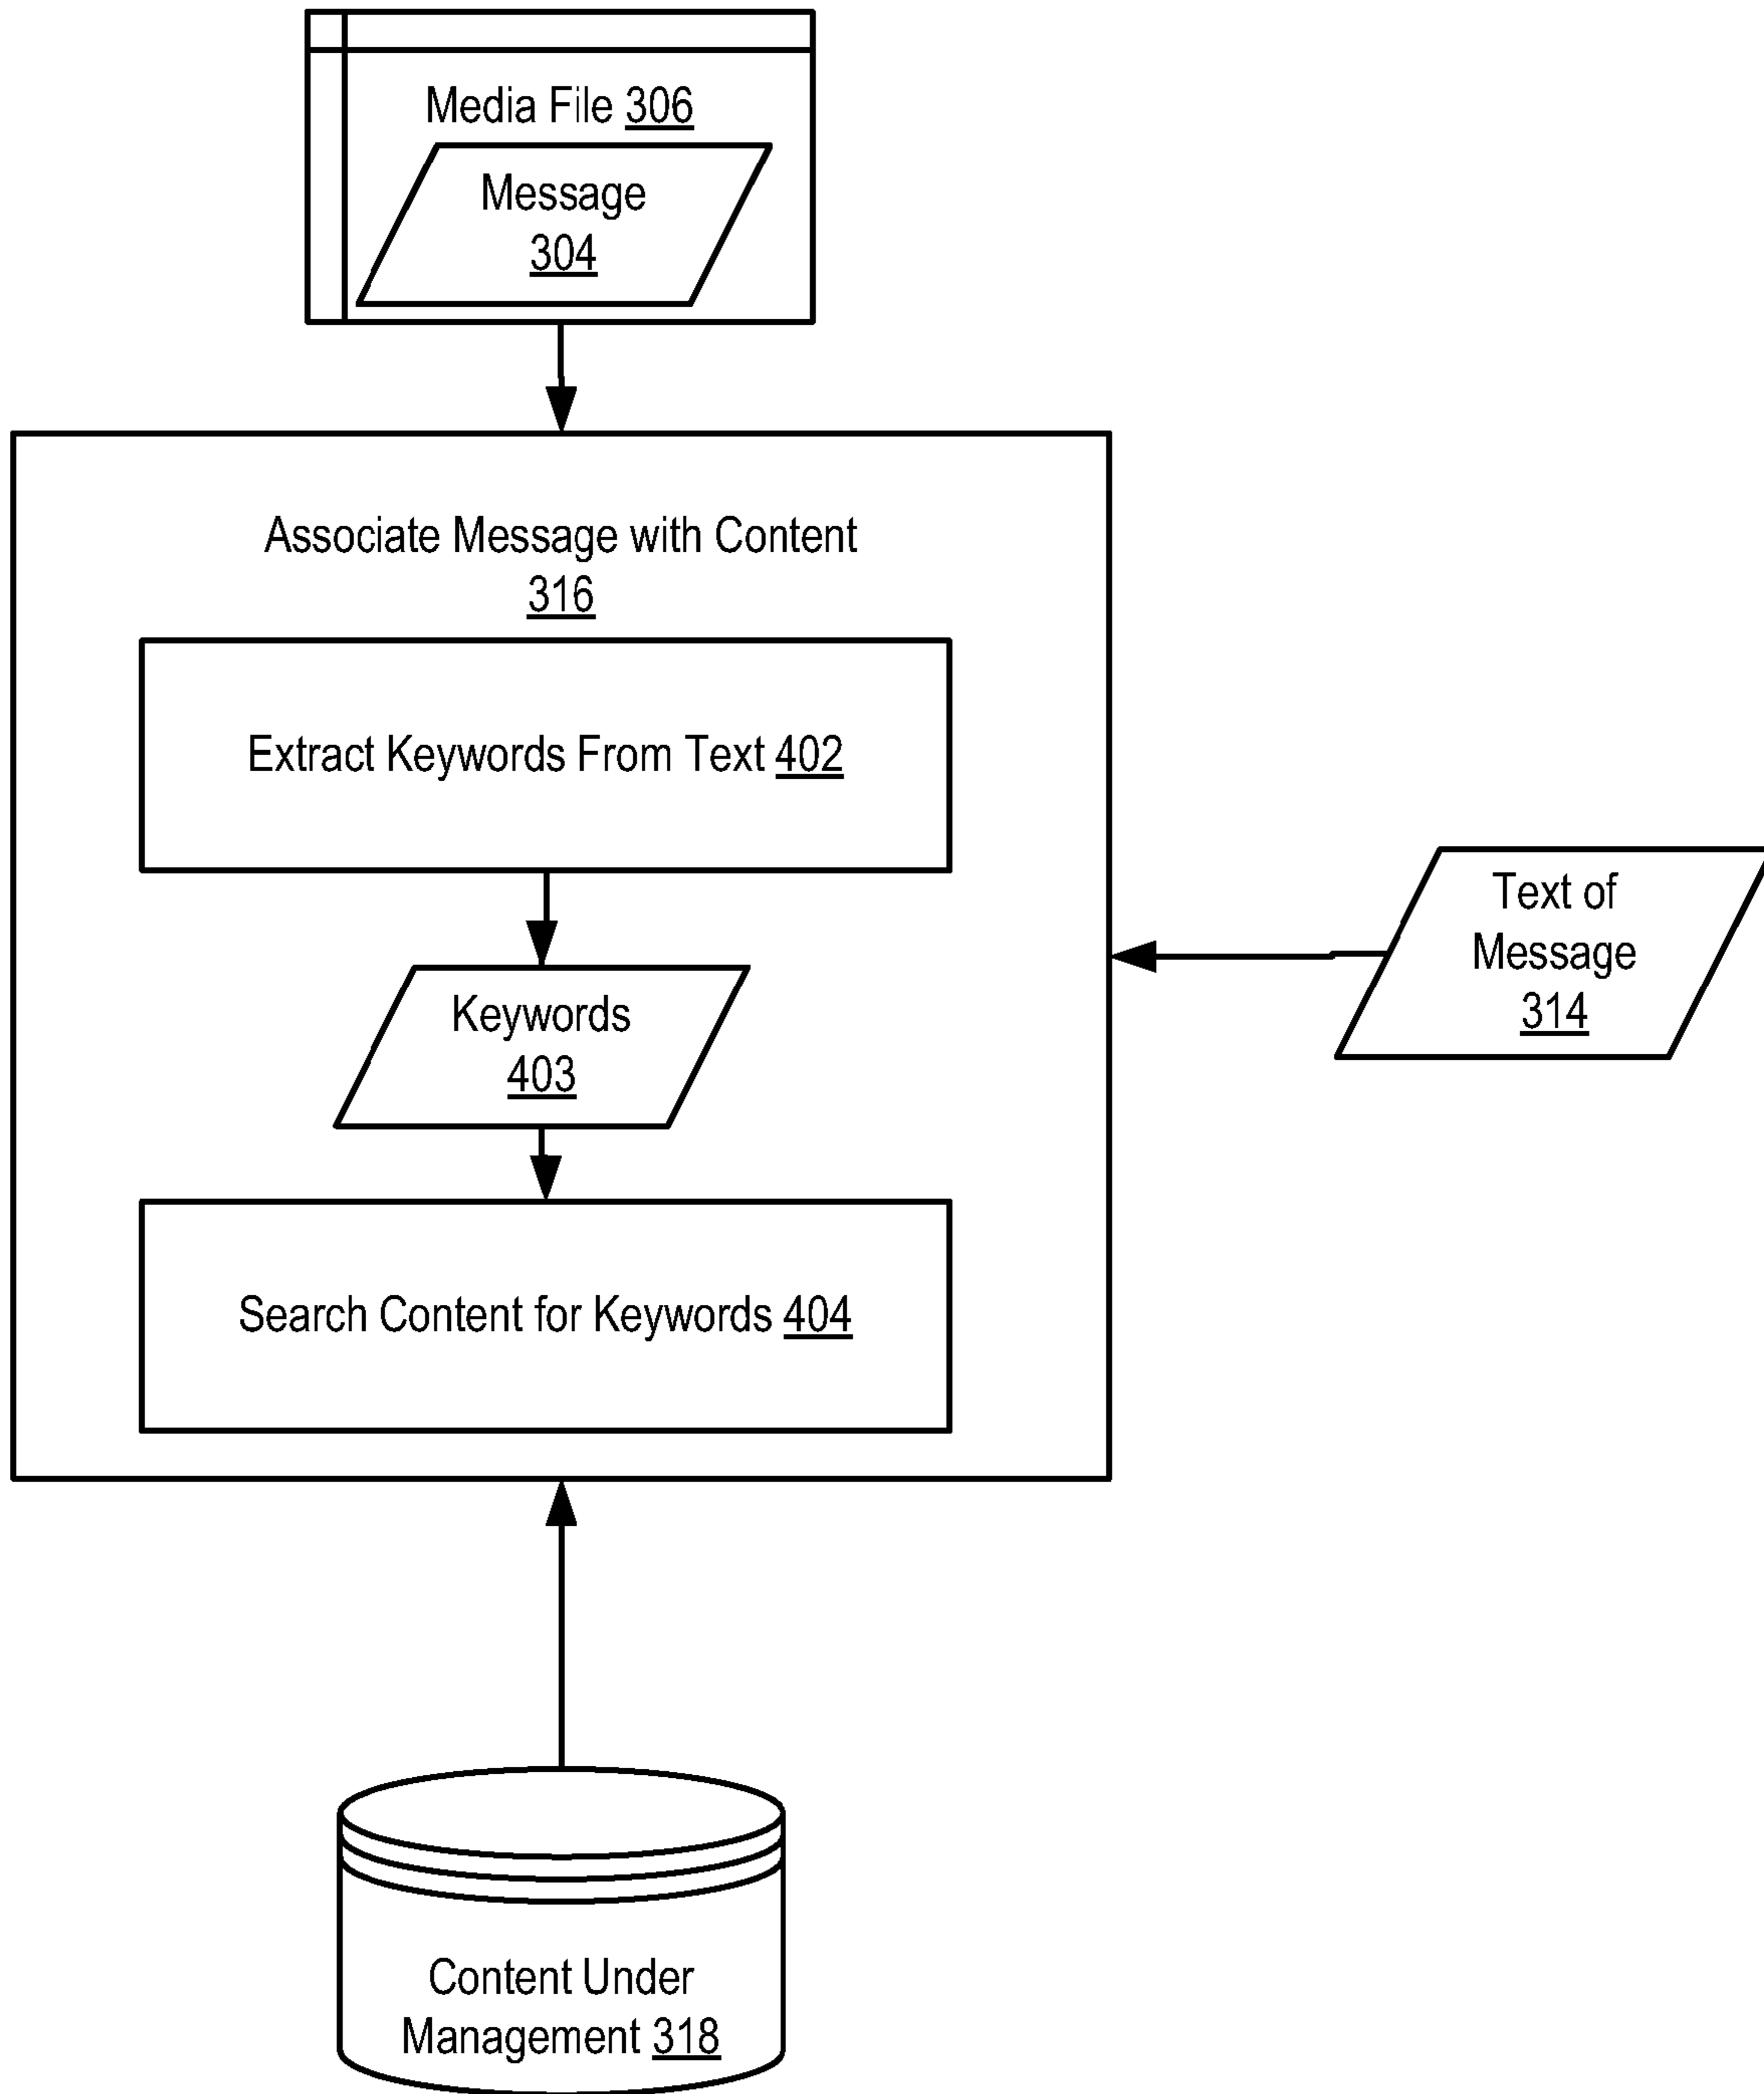 Media File 306
Message
304
Associate Message with Content
316
Extract Keywords From Text 402
Text of
Message
314
Keywords
403
Search Content for Keywords 404
Content Under
Management 318